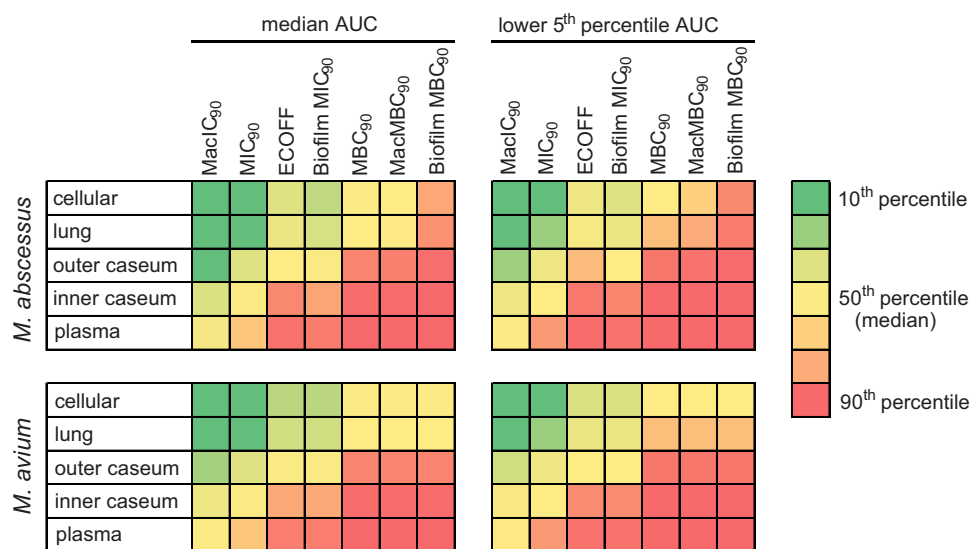 median AUC
lower 5th percentile AUC
MacIC90
MIC90
ECOFF
Biofilm MIC90
MBC90
MacMBC90
Biofilm MBC90
MacIC90
MIC90
ECOFF
Biofilm MIC90
MBC90
MacMBC90
Biofilm MBC90
M. abscessus
cellular
lung
outer caseum
inner caseum
plasma
M. avium
cellular
lung
outer caseum
inner caseum
plasma
10th percentile
50th percentile
(median)
90th percentile